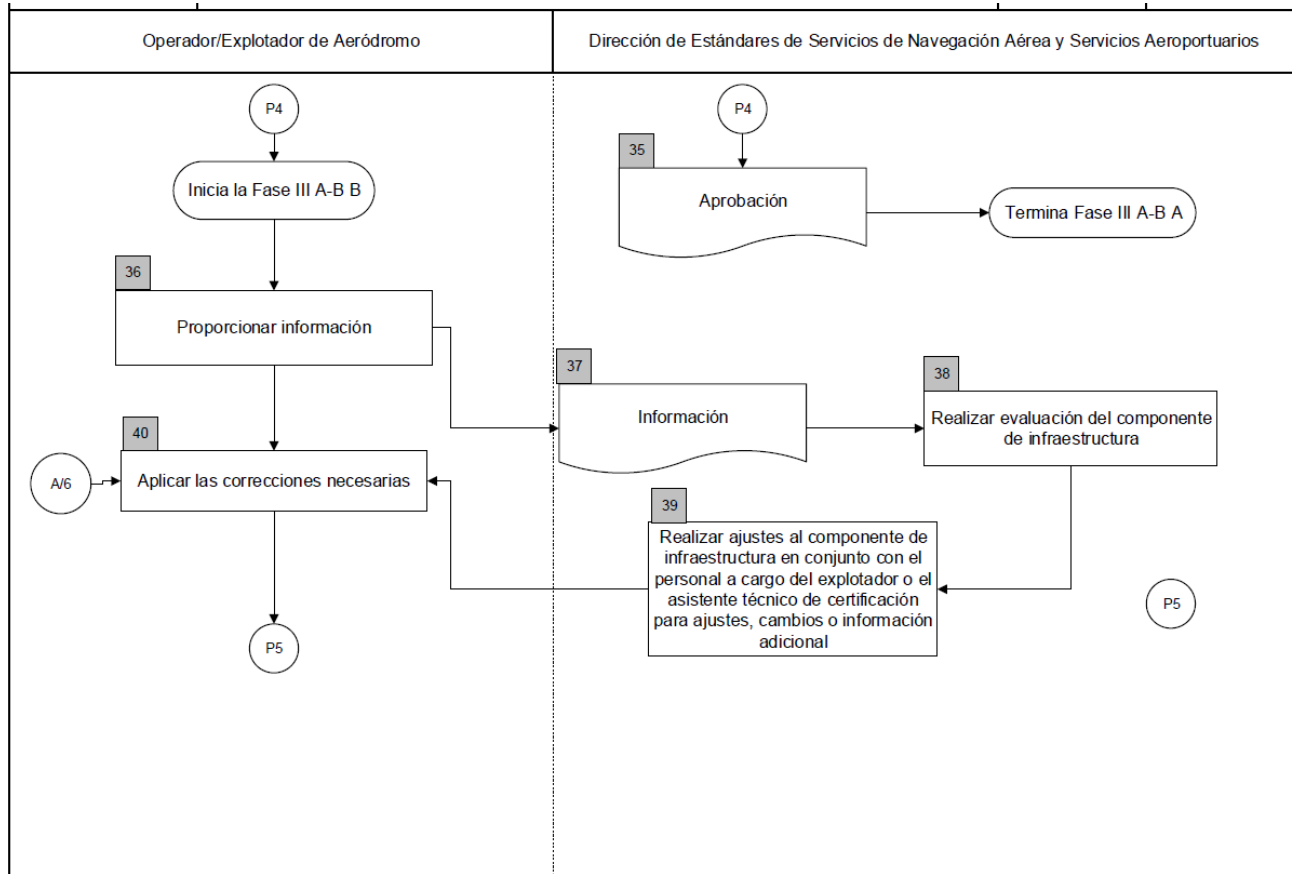 Operador/Explotador de Aeródromo
Dirección de Estándares de Servicios de Navegación Aérea y Servicios Aeroportuarios
P4
P4
35
Inicia la Fase III A-B B
Aprobación
Termina Fase III A-B A
36
Proporcionar información
37
38
Información
Realizar evaluación del componente
de infraestructura
40
A/6
Aplicar las correcciones necesarias
39
Realizar ajustes al componente de
infraestructura en conjunto con el
personal a cargo del explotador o el
asistente técnico de certificación
para ajustes, cambios o información
adicional
P5
P5